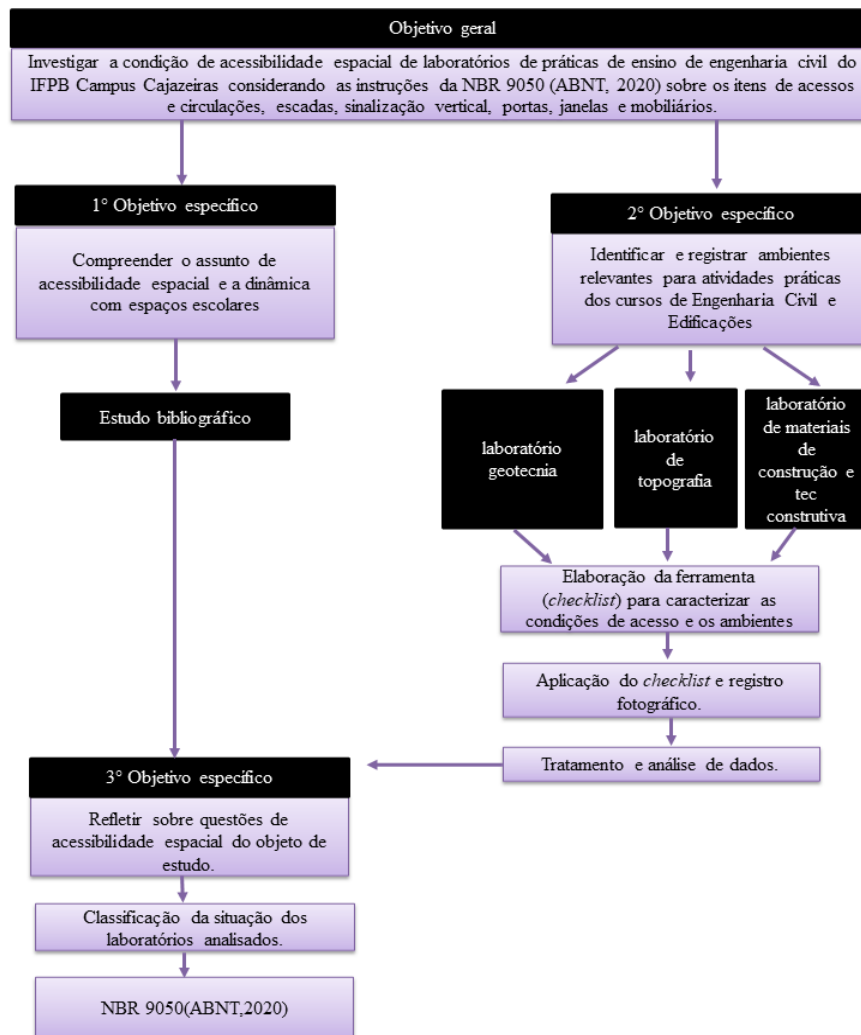 Objetivo geral
Investigar a condição de acessibilidade espacial de laboratórios de práticas de ensino de engenharia civil do
IFPB Campus Cajazeiras considerando as instruções da NBR 9050 (ABNT, 2020) sobre os itens de acessos
e circulações, escadas, sinalização vertical, portas, janelas e mobiliários.
1° Objetivo específico
Compreender o assunto de
acessibilidade espacial e a dinâmica
com espaços escolares
Estudo bibliográfico
2° Objetivo específico
Identificar e registrar ambientes
relevantes para atividades práticas
dos cursos de Engenharia Civil e
Edificações
laboratório
geotecnia
laboratório
de
topografia
laboratório
de materiais
de
construção e
tec
construtiva
Elaboração da ferramenta
(checklist) para caracterizar as
condições de acesso e os ambientes
Aplicação do checklist e registro
fotográfico.
Tratamento e análise de dados.
3° Objetivo específico
Refletir sobre questões de
acessibilidade espacial do objeto de
estudo.
Classificação da situação dos
laboratórios analisados.
NBR 9050(ABNT,2020)